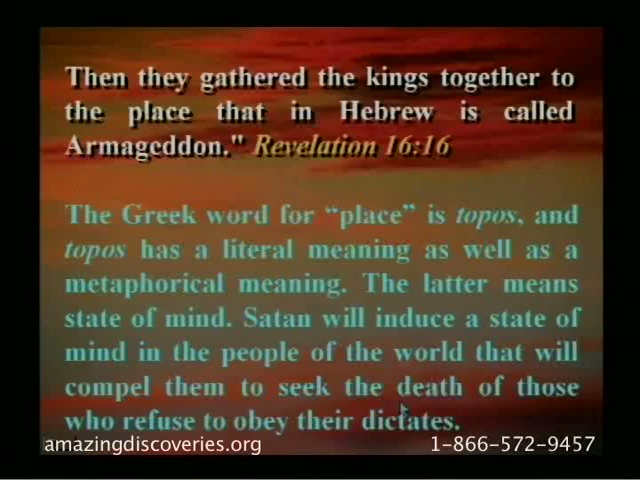 Then they gathered the kings together to
the place that in Hebrew is called
Armageddon." Revelation 16:16
The Greek word for “place” is topos, and
topos has a literal meaning as well as a
metaphorical meaning. The latter means
state of mind. Satan will induce a state of
mind in the people of the world that will
compel them to seek the death of those
who refuse to obey their dictates.
amazingdiscoveries.org 1-866-572-9457